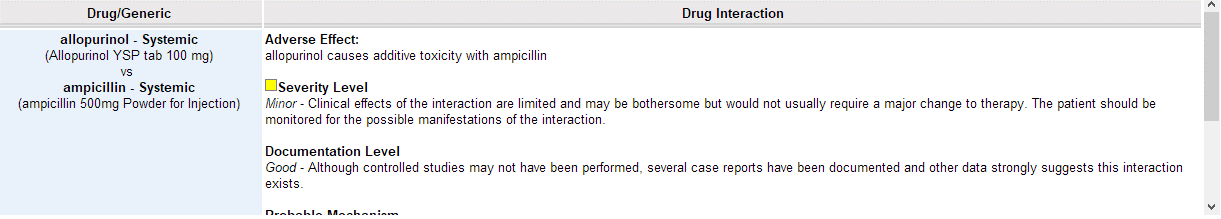 Drug/Generic
Drug Interaction
allopurinol - Systemic
(Allopurinol YSP tab 100 mg)
vs
ampicillin - Systemic
(ampicillin 500mg Powder for Injection)
Adverse Effect:
allopurinol causes additive toxicity with ampicillin
Severity Level
Minor - Clinical effects of the interaction are limited and may be bothersome but would not usually require a major change to therapy. The patient should be
monitored for the possible manifestations of the interaction.
Documentation Level
Good - Although controlled studies may not have been performed, several case reports have been documented and other data strongly suggests this interaction
exists.
Probable Mechanism